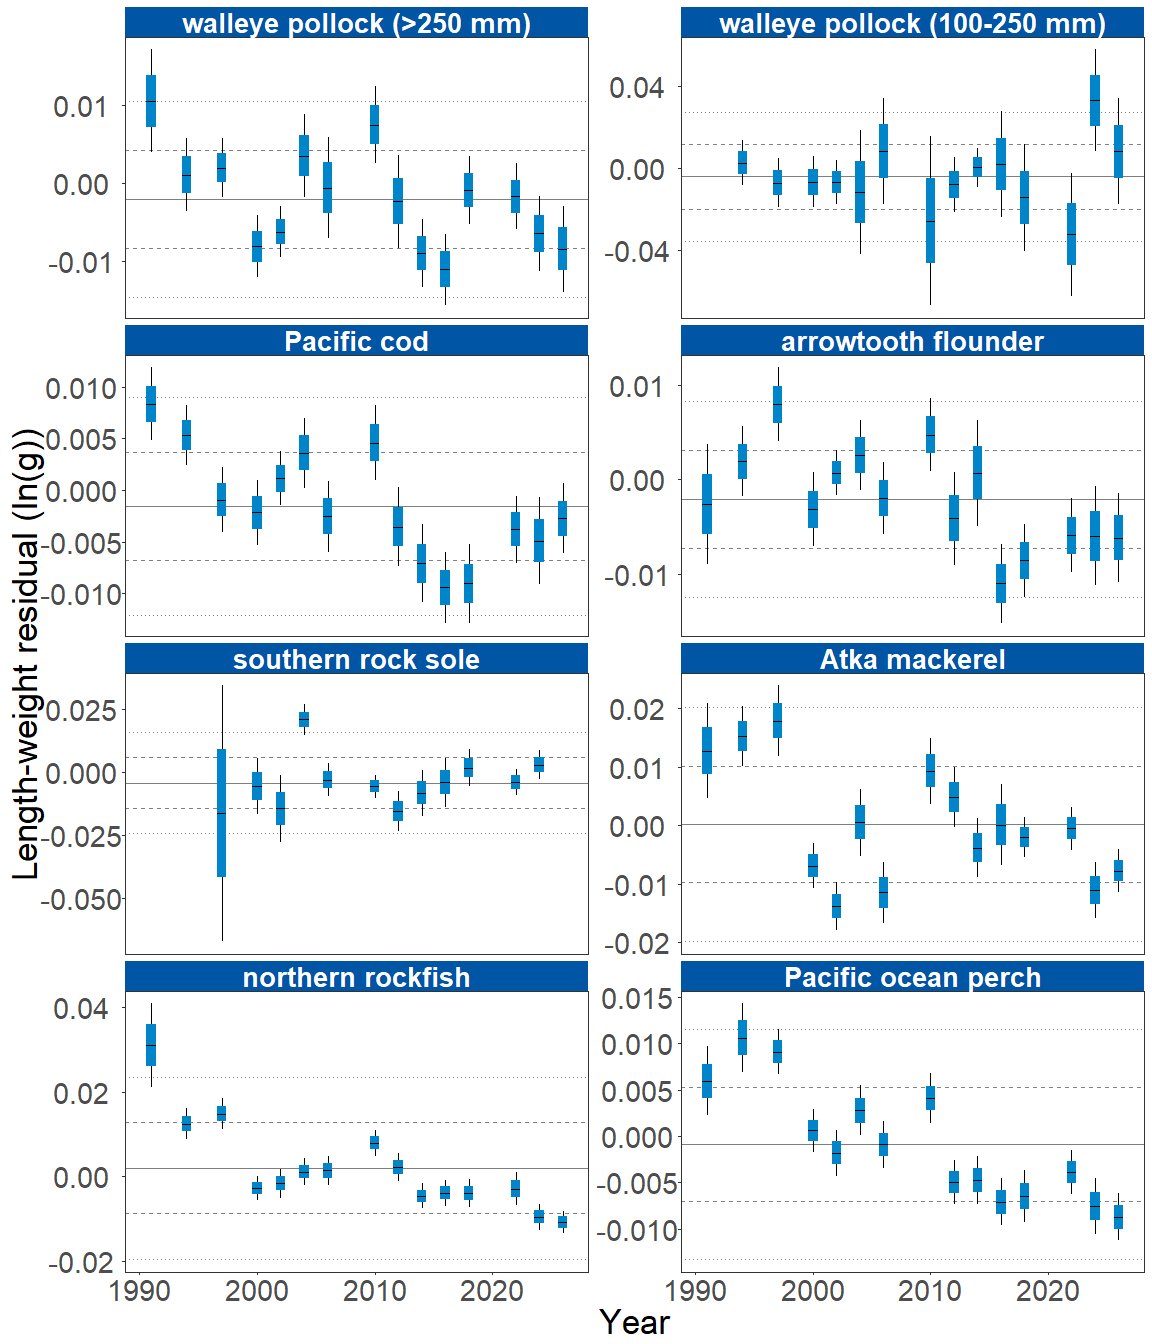 walleye pollock (>250 mm)
walleye pollock (100-250 mm)
0.01
0.00
-0.01
0.04
0.00
-0.04
Pacific cod
arrowtooth flounder
0.010
0.005
0.000
-0.005
-0.010
0.01
0.00
-0.01
southern rock sole
Atka mackerel
0.025
0.000
-0.025
-0.050
0.02
0.01
0.00
-0.01
-0.02
northern rockfish
Pacific ocean perch
0.04
0.02
0.00
-0.02
0.015
0.010
0.005
0.000
-0.005
-0.010
1990 2000 2010 2020
1990 2000 2010 2020
Length-weight residual (ln(g))
Year